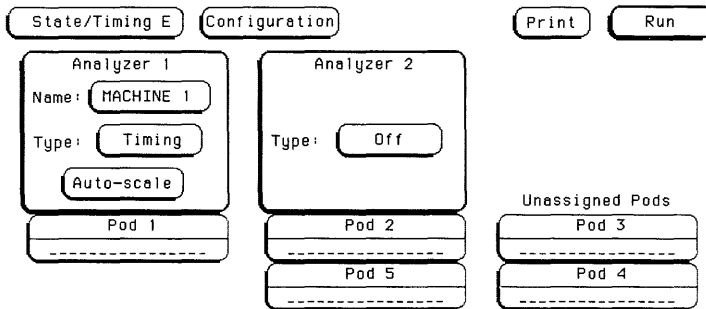 State/Timing E Configuration Print Run
Analyzer 1 Analyzer 2
Name: MACHINE 1
Type: Timing Type: Off
Auto-scale
Unassigned Pods
Pod 1 Pod 2 Pod 3
Pod 5 Pod 4